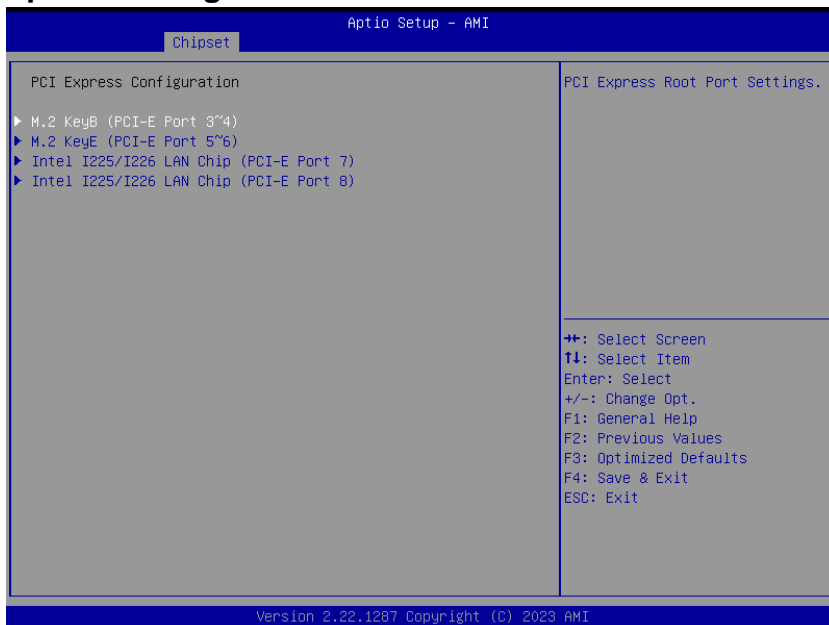 Aptio Setup – AMI
Chipset
PCI Express Configuration
▶ M.2 KeyB (PCI-E Port 3~4)
▶ M.2 KeyE (PCI-E Port 5~6)
▶ Intel I225/I226 LAN Chip (PCI-E Port 7)
▶ Intel I225/I226 LAN Chip (PCI-E Port 8)
PCI Express Root Port Settings.
→←: Select Screen
↑↓: Select Item
Enter: Select
+/-: Change Opt.
F1: General Help
F2: Previous Values
F3: Optimized Defaults
F4: Save & Exit
ESC: Exit
Version 2.22.1287 Copyright (C) 2023 AMI